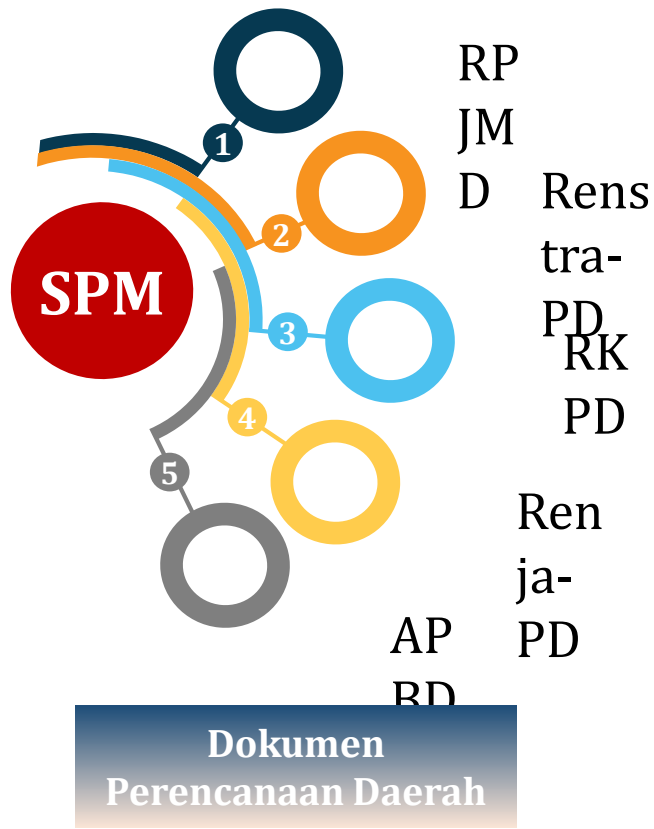 RP
JM
D
1
Rens
tra-
PD
2
SPM
3
RK
PD
4
5
Ren
ja-
PD
AP
BD
Dokumen
Perencanaan Daerah